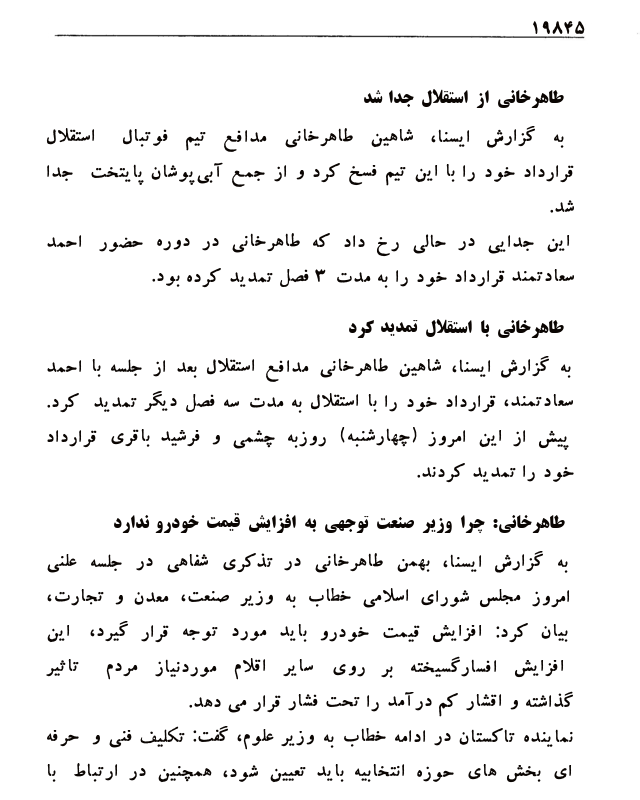 ۱۹۸۴۵
طاهرخانی از استقلال جدا شد
به گزارش ایسنا، شاهین طاهرخانی مدافع تیم فوتبال استقلال
قرارداد خود را با این تیم فسخ کرد و از جمع آبی‌پوشان پایتخت جدا
شد.
این جدایی در حالی رخ داد که طاهرخانی در دوره حضور احمد
سعادتمند قرارداد خود را به مدت ۳ فصل تمدید کرده بود.
طاهرخانی با استقلال تمدید کرد
به گزارش ایسنا، شاهین طاهرخانی مدافع استقلال بعد از جلسه با احمد
سعادتمند، قرارداد خود را با استقلال به مدت سه فصل دیگر تمدید کرد.
پیش از این امروز (چهارشنبه) روزبه چشمی و فرشید باقری قرارداد
خود را تمدید کردند.
طاهرخانی: چرا وزیر صنعت توجهی به افزایش قیمت خودرو ندارد
به گزارش ایسنا، بهمن طاهرخانی در تذکری شفاهی در جلسه علنی
امروز مجلس شورای اسلامی خطاب به وزیر صنعت، معدن و تجارت،
بیان کرد: افزایش قیمت خودرو باید مورد توجه قرار گیرد، این
افزایش افسارگسیخته بر روی سایر اقلام موردنیاز مردم تاثیر
گذاشته و اقشار کم درآمد را تحت فشار قرار می دهد.
نماینده تاکستان در ادامه خطاب به وزیر علوم، گفت: تکلیف فنی و حرفه
ای بخش های حوزه انتخابیه باید تعیین شود، همچنین در ارتباط با